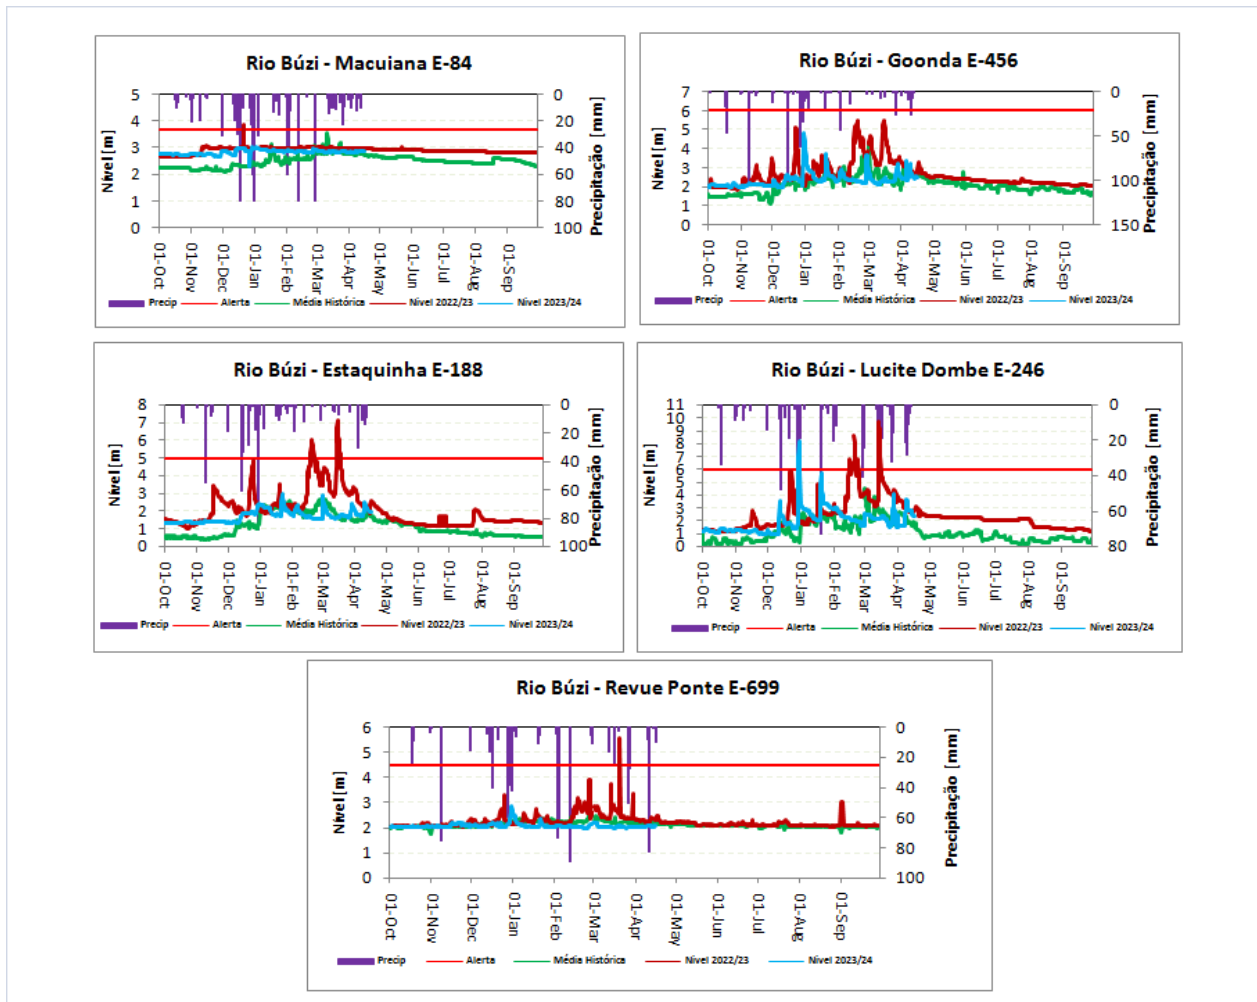 Rio Búzi - Macuiana E-84
5
4
3
2
1
0
Nível [m]
0
20
40
60
80
100
Precipitação [mm]
01-Oct
01-Nov
01-Dec
01-Jan
01-Feb
01-Mar
01-Apr
01-May
01-Jun
01-Jul
01-Aug
01-Sep
Precip Alerta Média Histórica Nivel 2022/23 Nivel 2023/24
Rio Búzi - Goonda E-456
7
6
5
4
3
2
1
0
Nível [m]
0
50
100
150
Precipitação [mm]
01-Oct
01-Nov
01-Dec
01-Jan
01-Feb
01-Mar
01-Apr
01-May
01-Jun
01-Jul
01-Aug
01-Sep
Precip Alerta Média Histórica Nivel 2022/23 Nivel 2023/24
Rio Búzi - Estaquinha E-188
8
7
6
5
4
3
2
1
0
Nível [m]
0
20
40
60
80
100
Precipitação [mm]
01-Oct
01-Nov
01-Dec
01-Jan
01-Feb
01-Mar
01-Apr
01-May
01-Jun
01-Jul
01-Aug
01-Sep
Precip Alerta Média Histórica Nivel 2022/23 Nivel 2023/24
Rio Búzi - Lucite Dombe E-246
11
10
9
8
7
6
5
4
3
2
1
0
Nível [m]
0
20
40
60
80
Precipitação [mm]
01-Oct
01-Nov
01-Dec
01-Jan
01-Feb
01-Mar
01-Apr
01-May
01-Jun
01-Jul
01-Aug
01-Sep
Precip Alerta Média Histórica Nivel 2022/23 Nivel 2023/24
Rio Búzi - Revue Ponte E-699
6
5
4
3
2
1
0
Nível [m]
0
20
40
60
80
100
Precipitação [mm]
01-Oct
01-Nov
01-Dec
01-Jan
01-Feb
01-Mar
01-Apr
01-May
01-Jun
01-Jul
01-Aug
01-Sep
Precip Alerta Média Histórica Nivel 2022/23 Nivel 2023/24